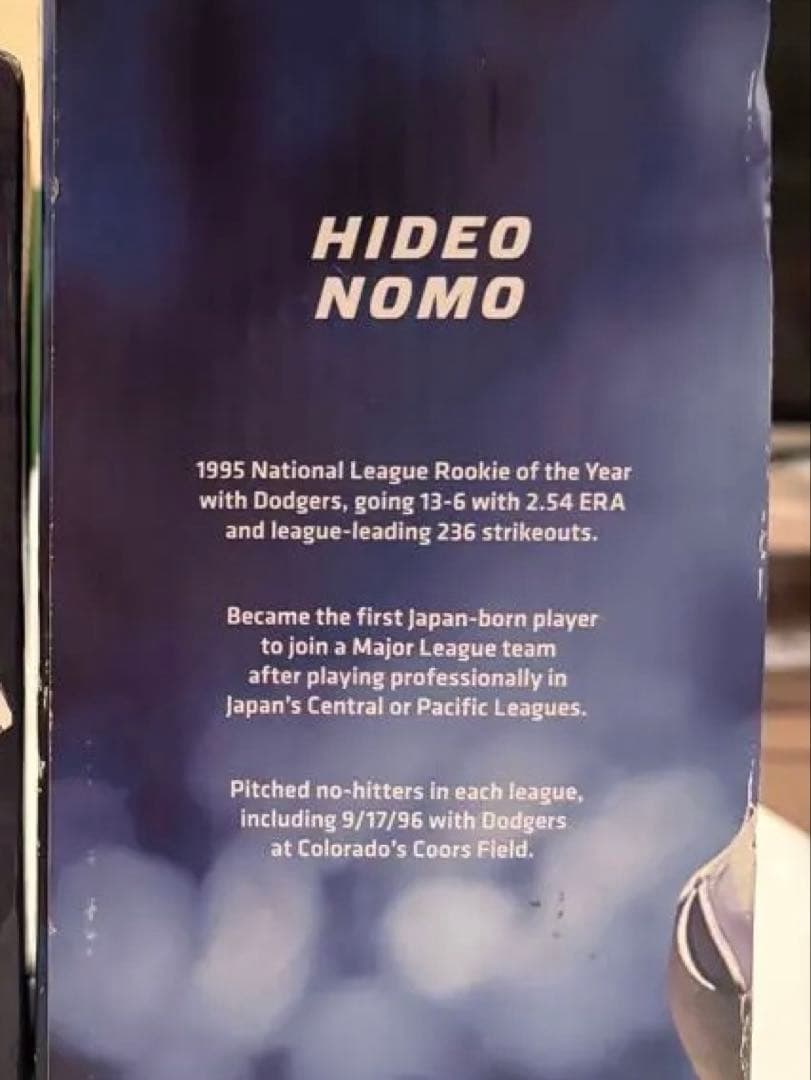 HIDEO
NOMO
1995 National League Rookie of the Year
with Dodgers, going 13-6 with 2.54 ERA
and league-leading 236 strikeouts.
Became the first Japan-born player
to join a Major League team
after playing professionally in
Japan's Central or Pacific Leagues.
Pitched no-hitters in each league,
including 9/17/96 with Dodgers
at Colorado's Coors Field.